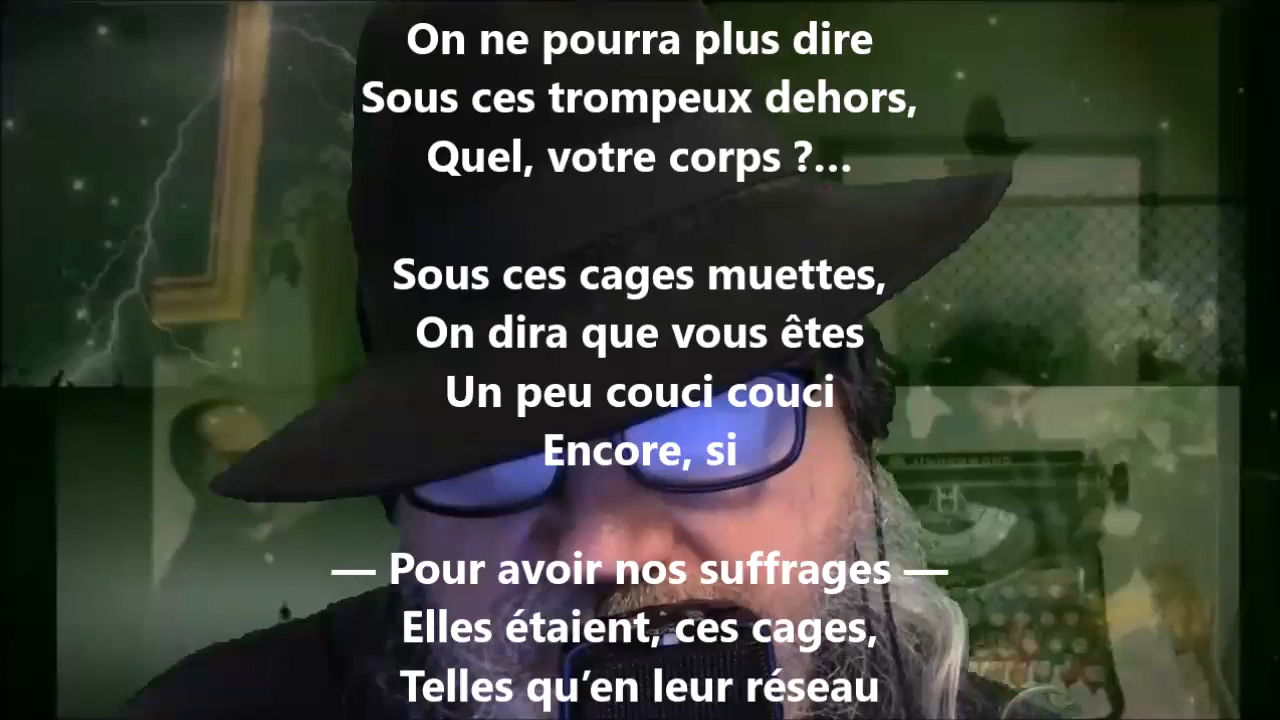 On ne pourra plus dire
Sous ces trompeux dehors,
Quel, votre corps ?...
Sous ces cages muettes,
On dira que vous êtes
Un peu couci couci
Encore, si
— Pour avoir nos suffrages —
Elles étaient, ces cages,
Telles qu’en leur réseau